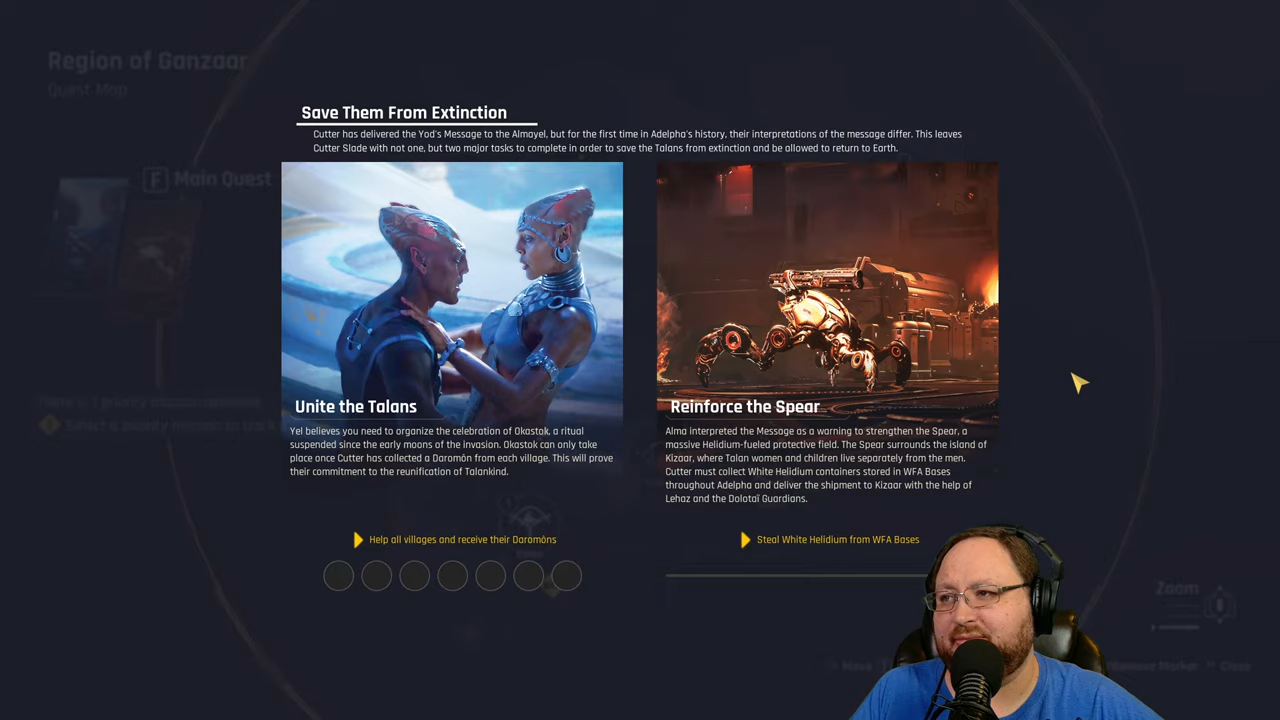 Region of Ganzaar
Quest Map
Save Them From Extinction
Cutter has delivered the Yod's Message to the Almayel, but for the first time in Adelpha's history, their interpretations of the message differ. This leaves
Cutter Slade with not one, but two major tasks to complete in order to save the Talans from extinction and be allowed to return to Earth.
F Main Quest
Unite the Talans
Yel believes you need to organize the celebration of Okastok, a ritual
suspended since the early moons of the invasion. Okastok can only take
place once Cutter has collected a Daromôn from each village. This will prove
their commitment to the reunification of Talankind.
Help all villages and receive their Daromôns
Reinforce the Spear
Alma interpreted the Message as a warning to strengthen the Spear, a
massive Helidium-fueled protective field. The Spear surrounds the island of
Kizaar, where Talan women and children live separately from the men.
Cutter must collect White Helidium containers stored in WFA Bases
throughout Adelpha and deliver the shipment to Kizaar with the help of
Lehaz and the Dolotaï Guardians.
Steal White Helidium from WFA Bases
Zoom
Move
Close